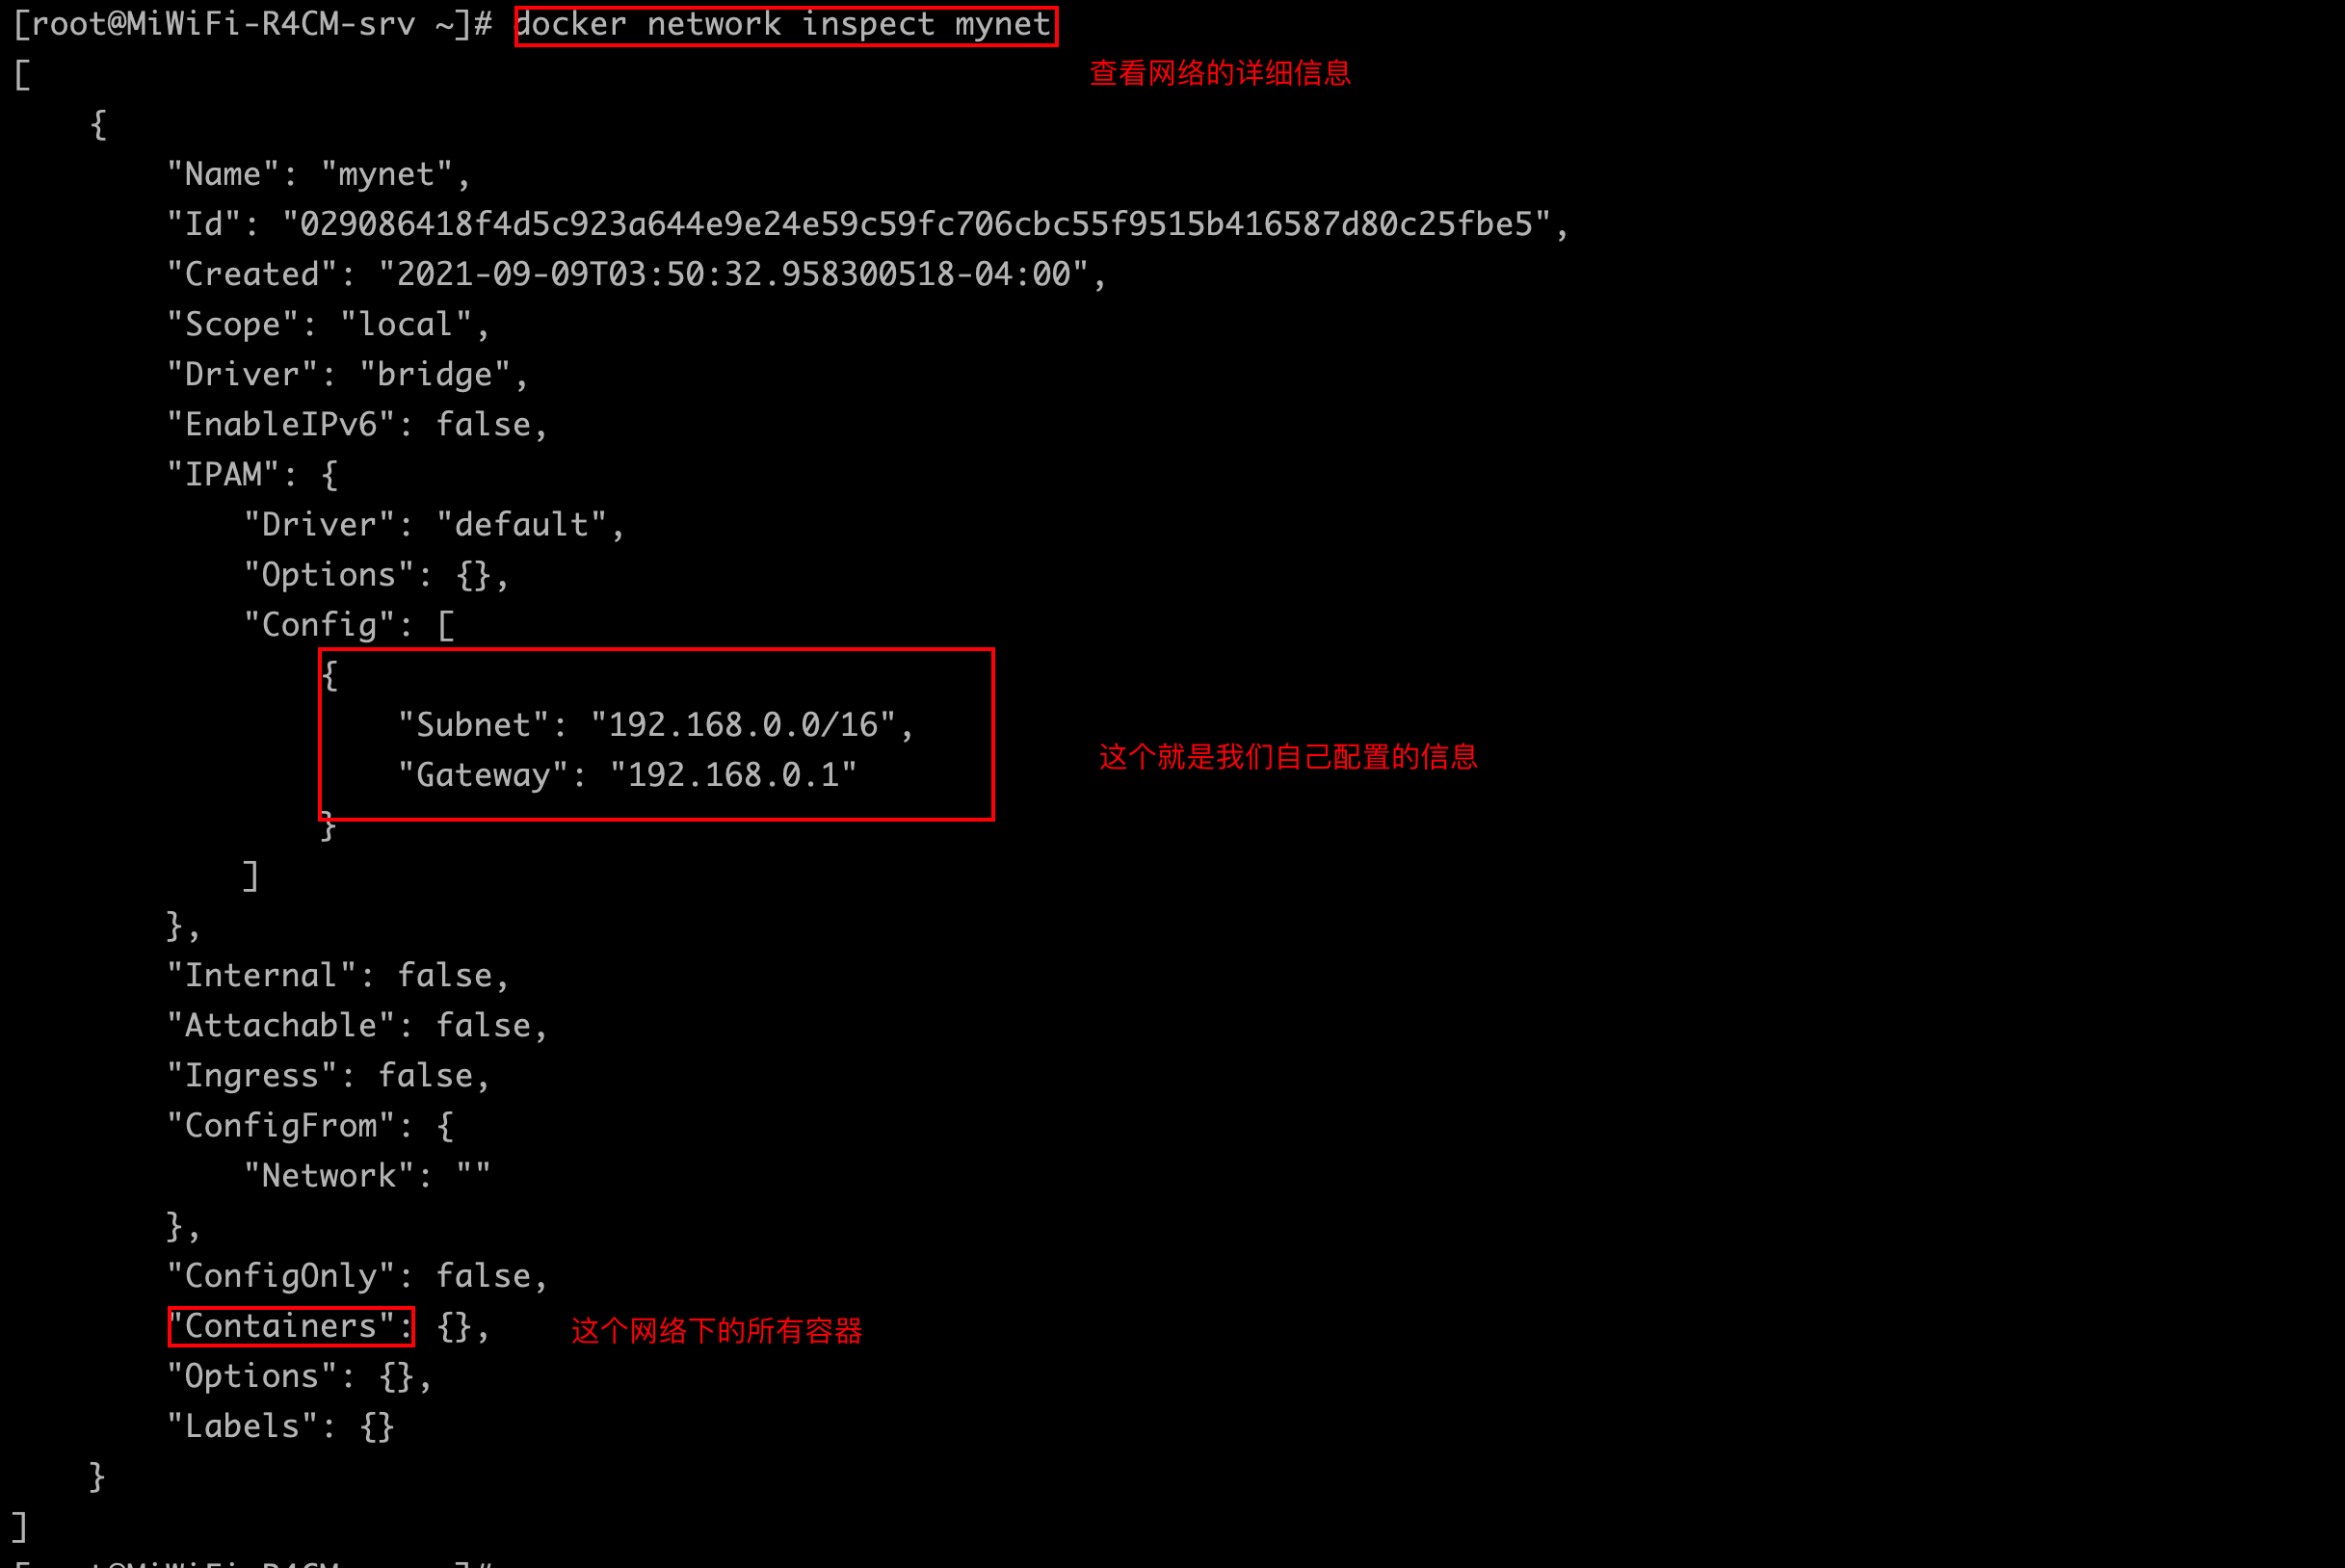 [root@MiWiFi-R4CM-srv ~]# docker network inspect mynet
[
查看网络的详细信息
    {
        "Name": "mynet",
        "Id": "029086418f4d5c923a644e9e24e59c59fc706cbc55f9515b416587d80c25fbe5",
        "Created": "2021-09-09T03:50:32.958300518-04:00",
        "Scope": "local",
        "Driver": "bridge",
        "EnableIPv6": false,
        "IPAM": {
            "Driver": "default",
            "Options": {},
            "Config": [
                {
                    "Subnet": "192.168.0.0/16",
                    "Gateway": "192.168.0.1"
这个就是我们自己配置的信息
                }
            ]
        },
        "Internal": false,
        "Attachable": false,
        "Ingress": false,
        "ConfigFrom": {
            "Network": ""
        },
        "ConfigOnly": false,
        "Containers": {}, 这个网络下的所有容器
        "Options": {},
        "Labels": {}
    }
]